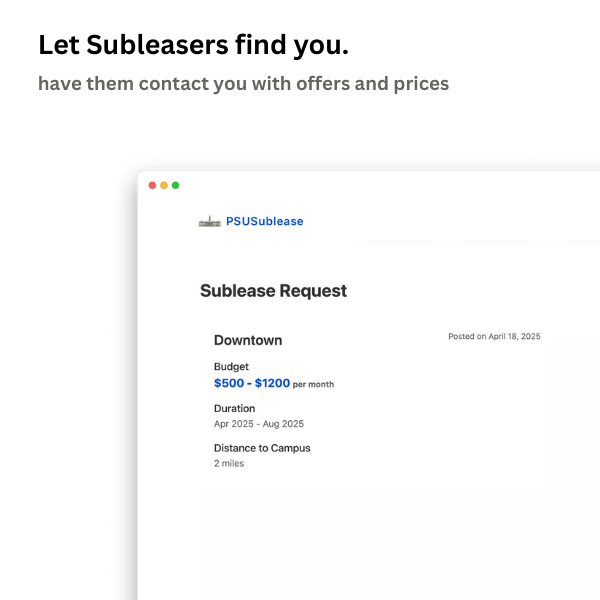 Let Subleasers find you.
have them contact you with offers and prices
PSUSublease
Sublease Request
Downtown
Posted on April 18, 2025
Budget
$500 - $1200 per month
Duration
Apr 2025 - Aug 2025
Distance to Campus
2 miles